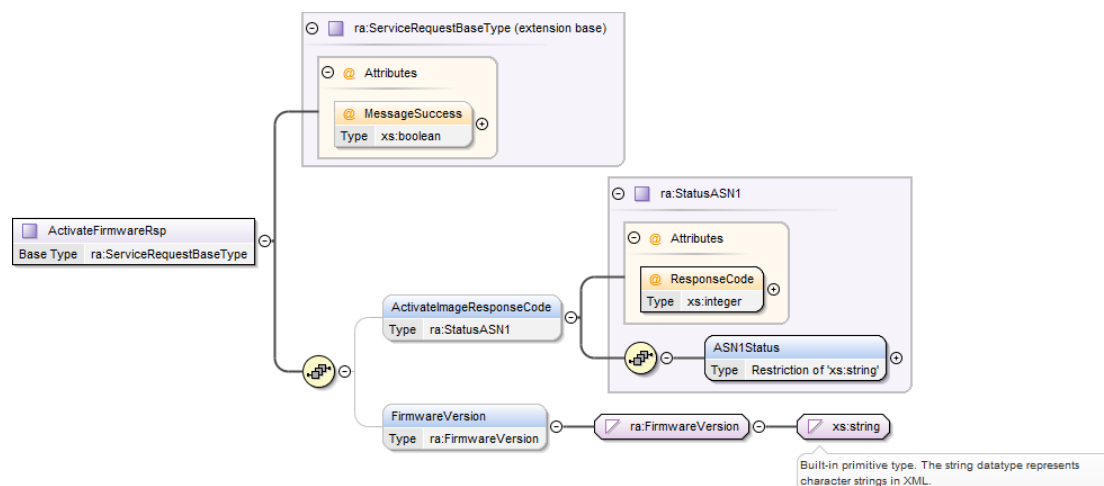 ra:ServiceRequestBaseType (extension base)
@ Attributes
@ MessageSuccess
Type xs:boolean
ra:StatusASN1
ActivateFirmwareRsp
Base Type ra:ServiceRequestBaseType
@ Attributes
@ ResponseCode
Type xs:integer
ActivateImageResponseCode
Type ra:StatusASN1
ASN1Status
Type Restriction of 'xs:string'
FirmwareVersion
Type ra:FirmwareVersion
ra:FirmwareVersion
xs:string
Built-in primitive type. The string datatype represents
character strings in XML.